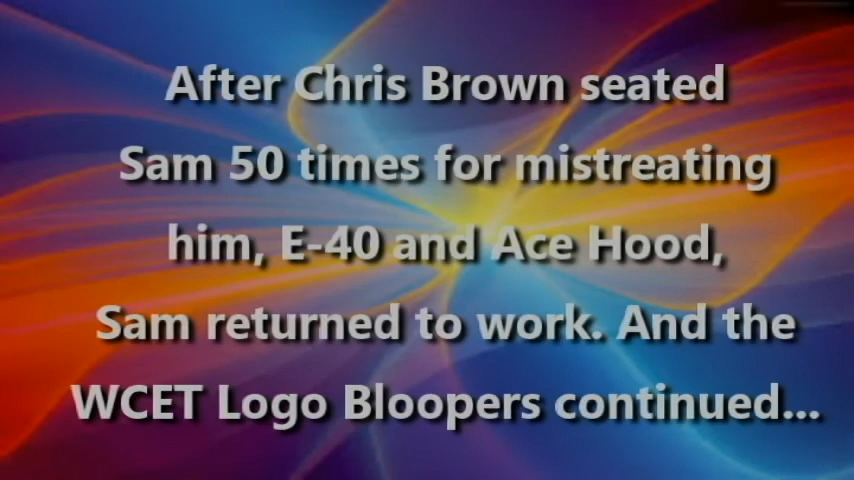 After Chris Brown seated
Sam 50 times for mistreating
him, E-40 and Ace Hood,
Sam returned to work. And the
WCET Logo Bloopers continued...